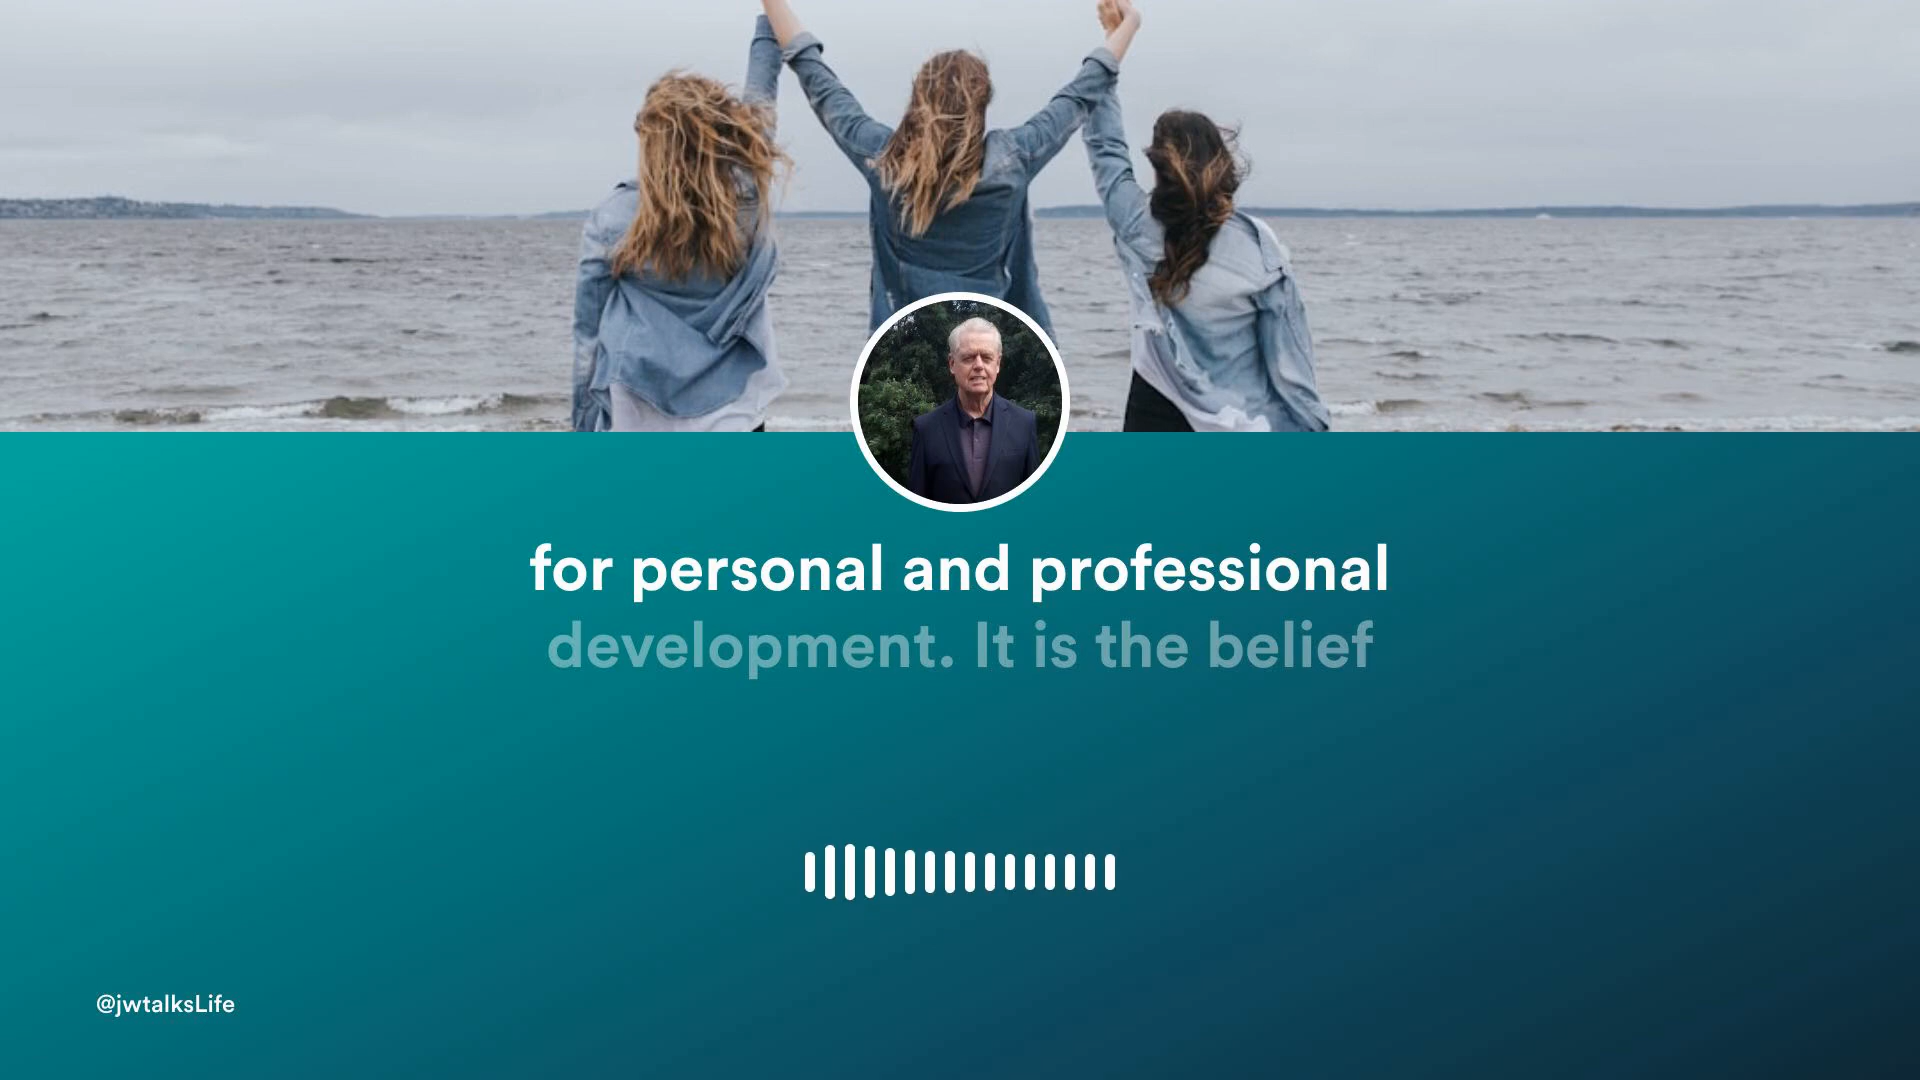 for personal and professional
development. It is the belief
@jwtalksLife